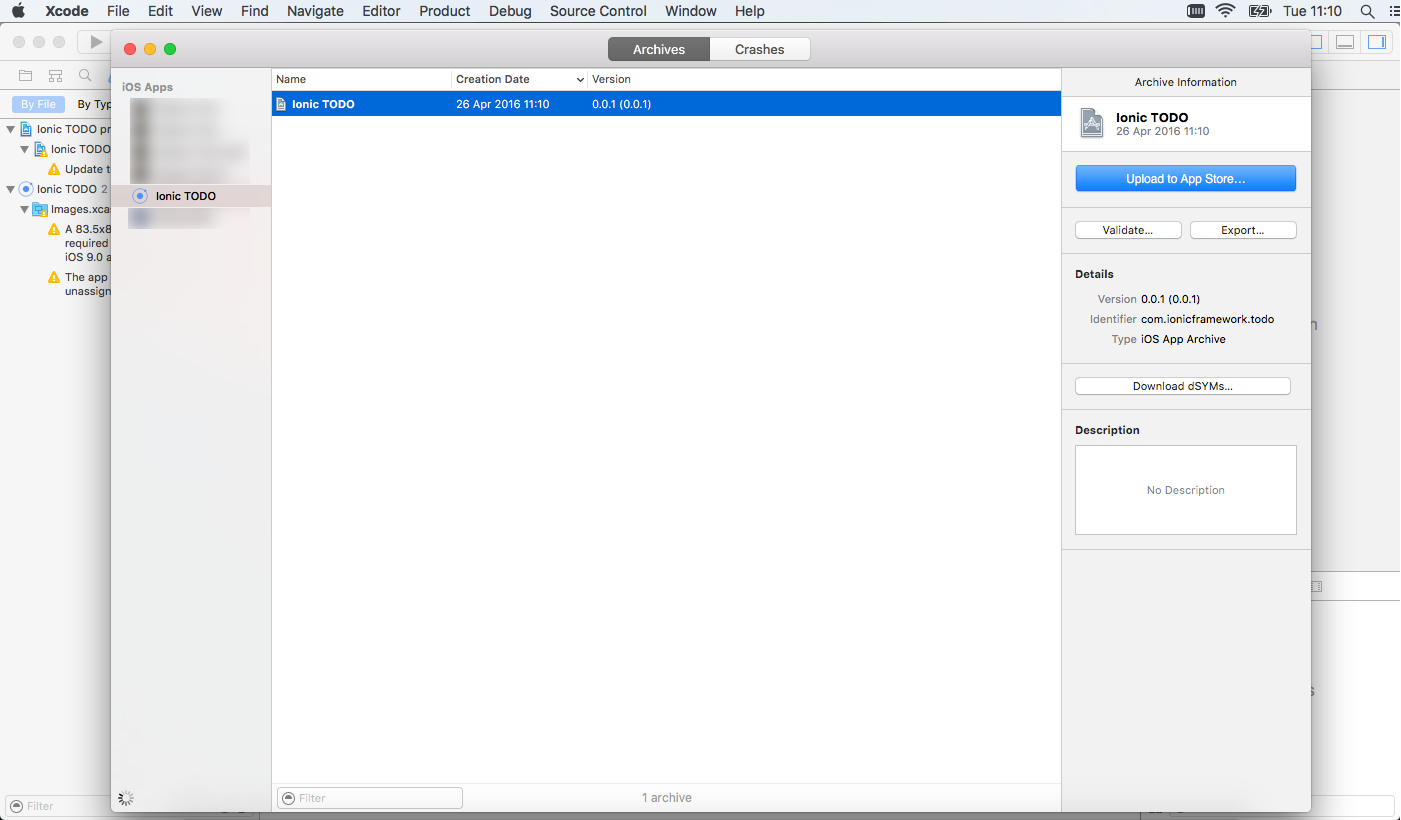 Xcode File Edit View Find Navigate Editor Product Debug Source Control Window Help Tue 11:10
Archives Crashes
By File By Typ
Ionic TODO pr
Ionic TODO
Update t
Ionic TODO 2
Images.xca
A 83.5x8
required
iOS 9.0 a
The app
unassign
Filter
iOS Apps
Ionic TODO
Name Creation Date Version
Ionic TODO 26 Apr 2016 11:10 0.0.1 (0.0.1)
Filter 1 archive
Archive Information
Ionic TODO
26 Apr 2016 11:10
Upload to App Store...
Validate... Export...
Details
Version 0.0.1 (0.0.1)
Identifier com.ionicframework.todo
Type iOS App Archive
Download dSYMs...
Description
No Description